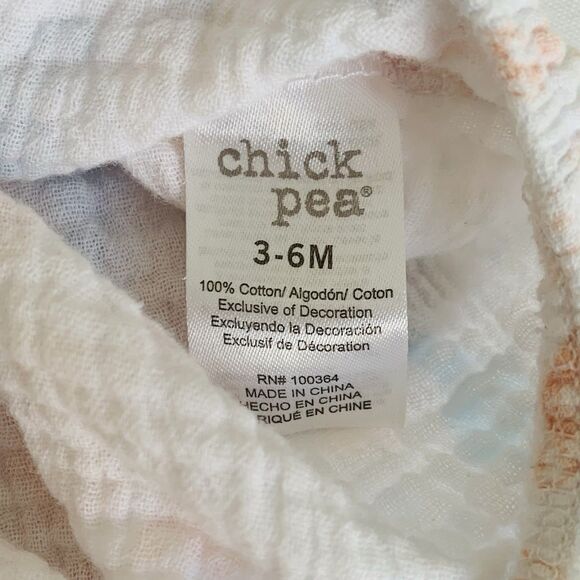 chick
pea®
3-6M
100% Cotton/ Algodón/ Coton
Exclusive of Decoration
Excluyendo la Decoración
Exclusif de Décoration
RN# 100364
MADE IN CHINA
HECHO EN CHINA
RIQUÉ EN CHINE